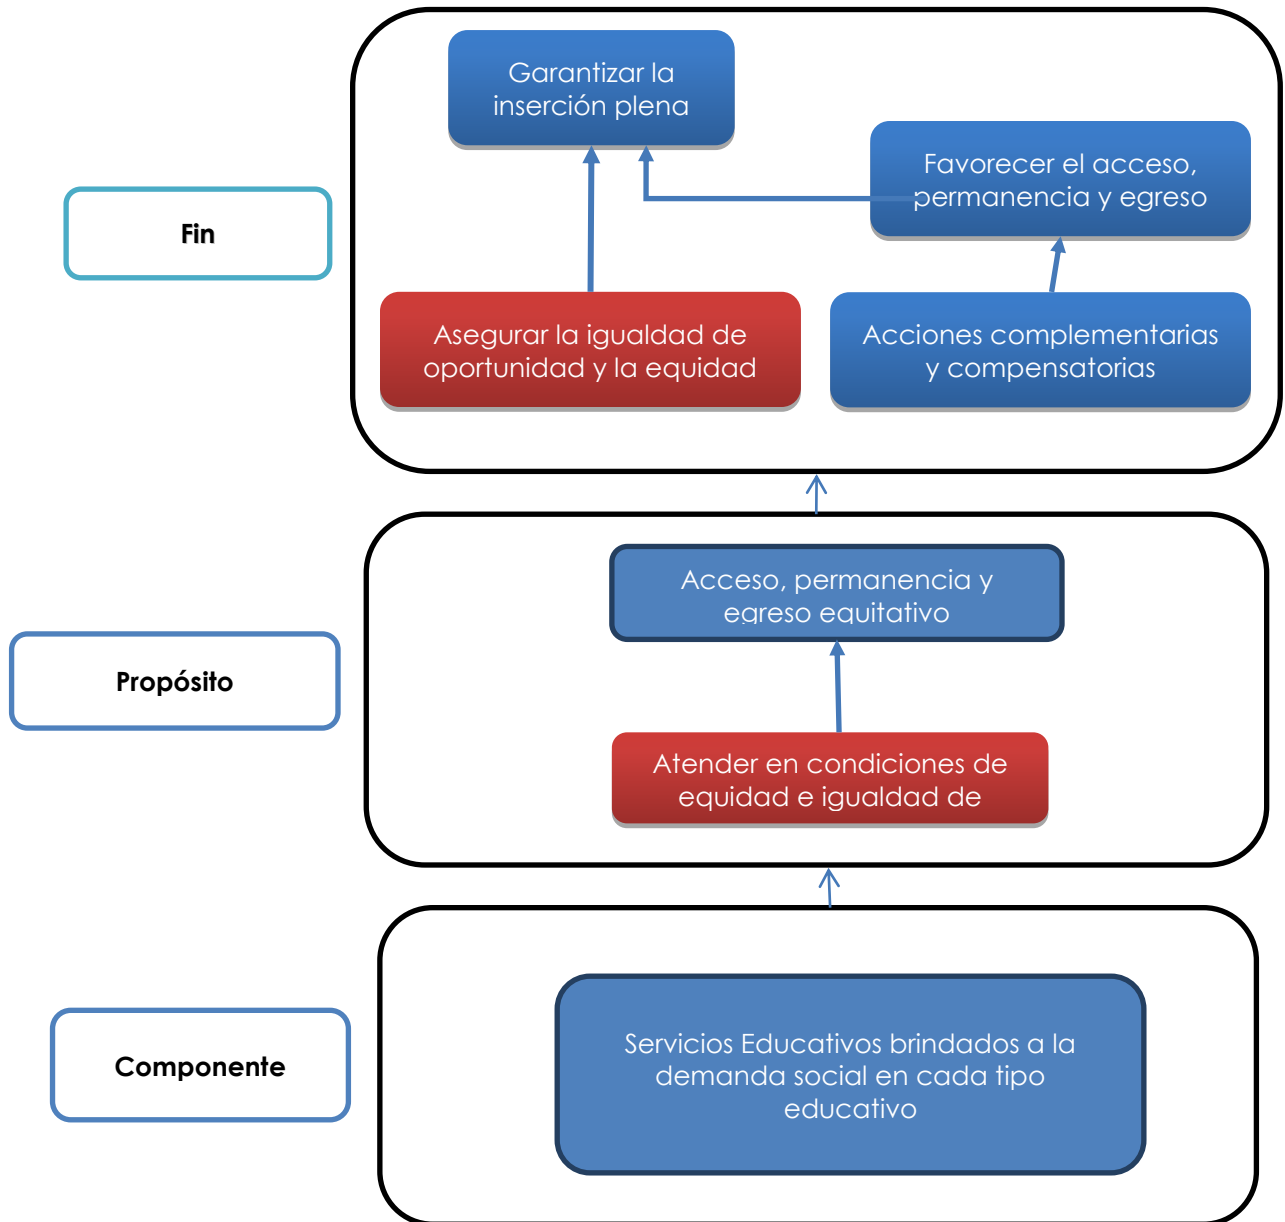 Garantizar la
inserción plena
Favorecer el acceso,
permanencia y egreso
Fin
Asegurar la igualdad de
oportunidad y la equidad
Acciones complementarias
y compensatorias
Acceso, permanencia y
egreso equitativo
Propósito
Atender en condiciones de
equidad e igualdad de
Servicios Educativos brindados a la
demanda social en cada tipo
educativo
Componente